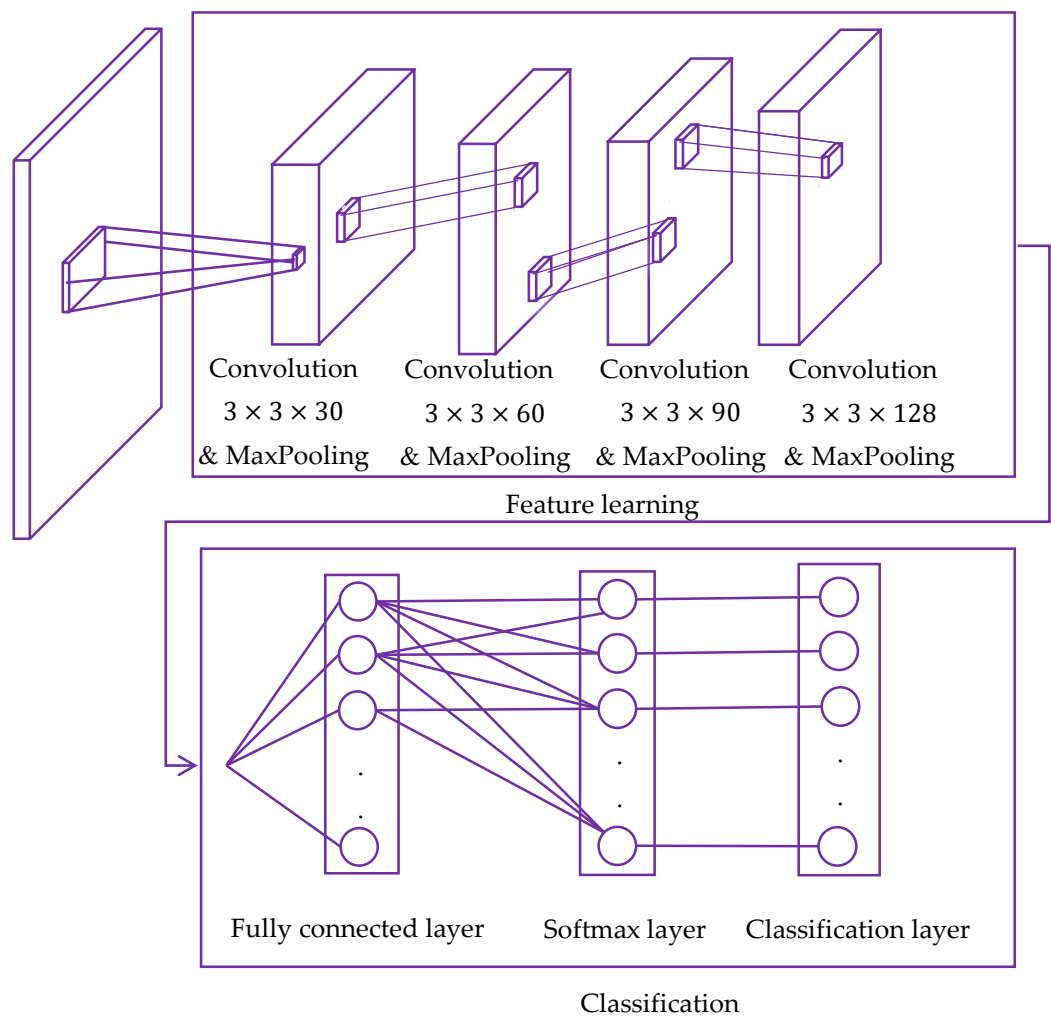 Convolution
3 × 3 × 30
& MaxPooling
Convolution
3 × 3 × 60
& MaxPooling
Convolution
3 × 3 × 90
& MaxPooling
Convolution
3 × 3 × 128
& MaxPooling
Feature learning
.
.
.
.
.
.
Fully connected layer
Softmax layer
Classification layer
Classification